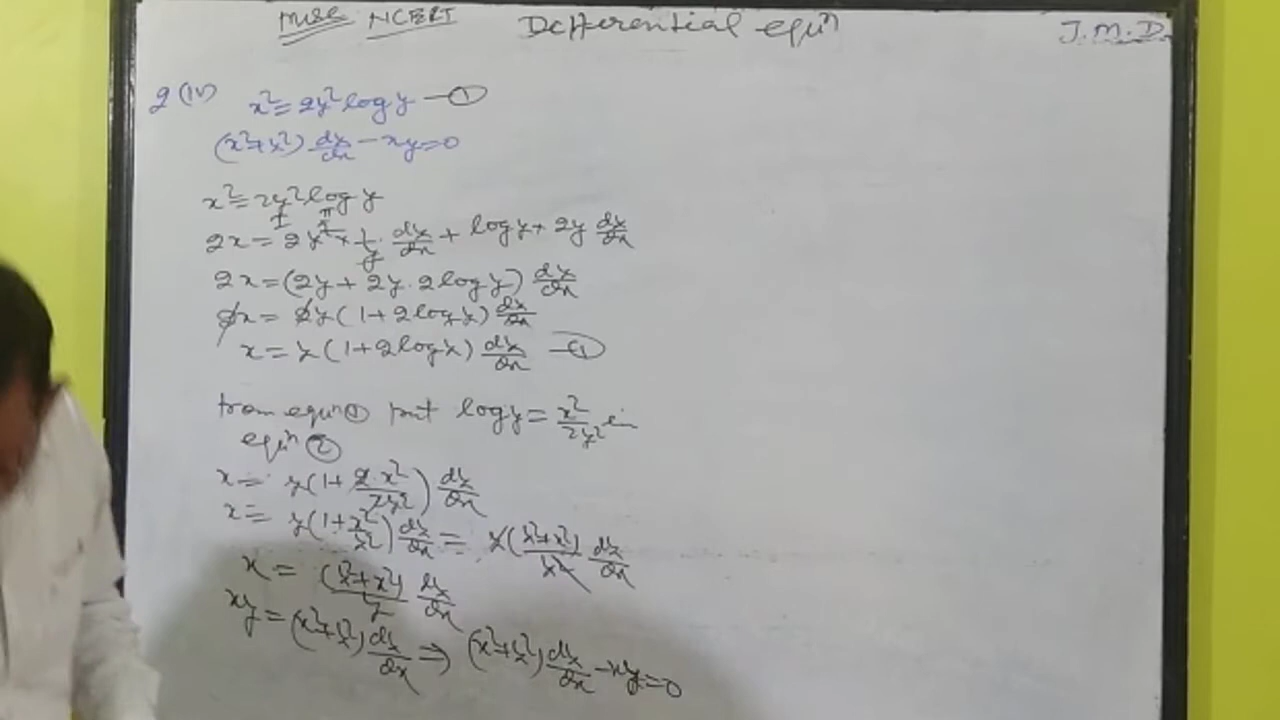 Misc NCERT Differential equⁿ J.M.D.
2(iv) x² = 2y² log y —①
(x²+y²) dy/dx - xy = 0
x² = 2y² log y
I II
2x = 2y² × 1/y · dy/dx + log y × 2y dy/dx
2x = (2y + 2y · 2 log y) dy/dx
2x = 2y (1 + 2 log y) dy/dx
x = y (1 + 2 log y) dy/dx —②
from equⁿ① put log y = x²/2y² in
equⁿ ②
x = y (1 + 2·x²/2y²) dy/dx
x = y (1 + x²/y²) dy/dx = y (y²+x²)/y² dy/dx
x = (y²+x²)/y dy/dx
xy = (x²+y²) dy/dx ⇒ (x²+y²) dy/dx - xy = 0